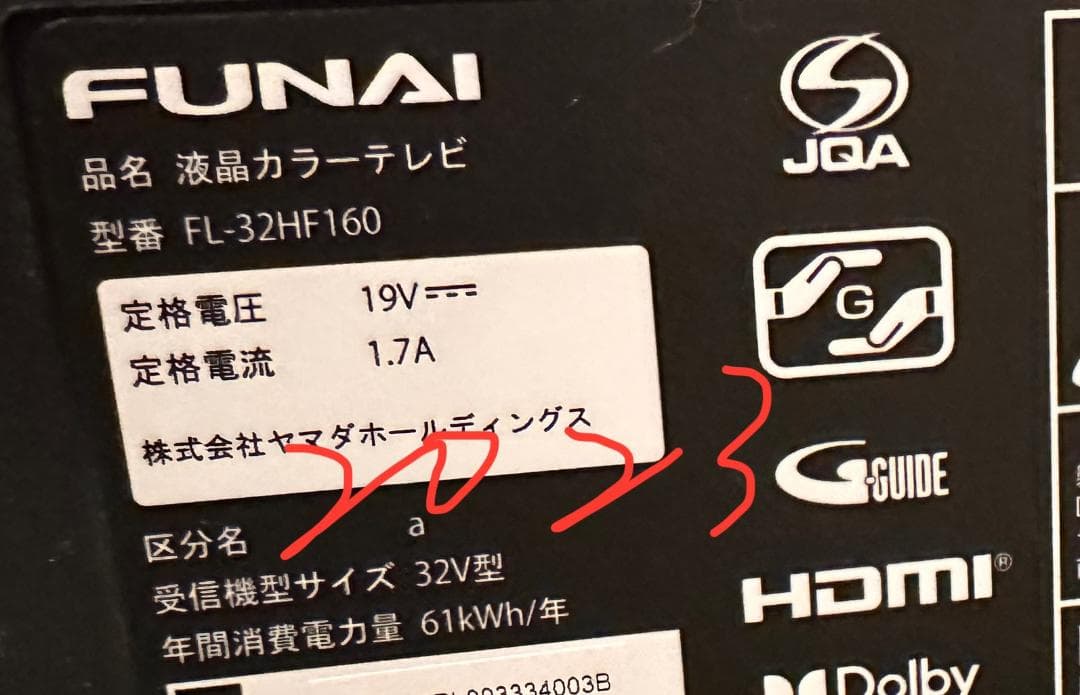 FUNAI
品名 液晶カラーテレビ
型番 FL-32HF160
定格電圧 19V
定格電流 1.7A
株式会社ヤマダホールディングス
2023
区分名 a
受信機型サイズ 32V型
年間消費電力量 61kWh/年
JQA
G
G-GUIDE
HDMI®
Dolby